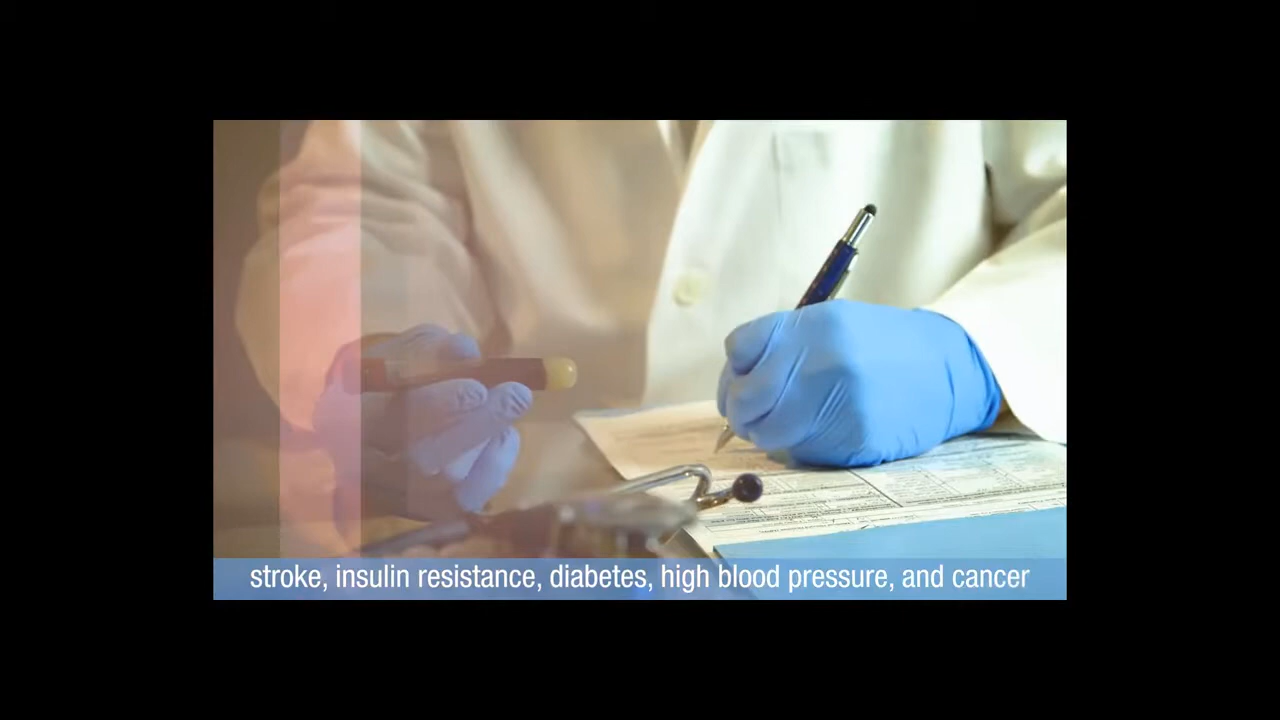 stroke, insulin resistance, diabetes, high blood pressure, and cancer